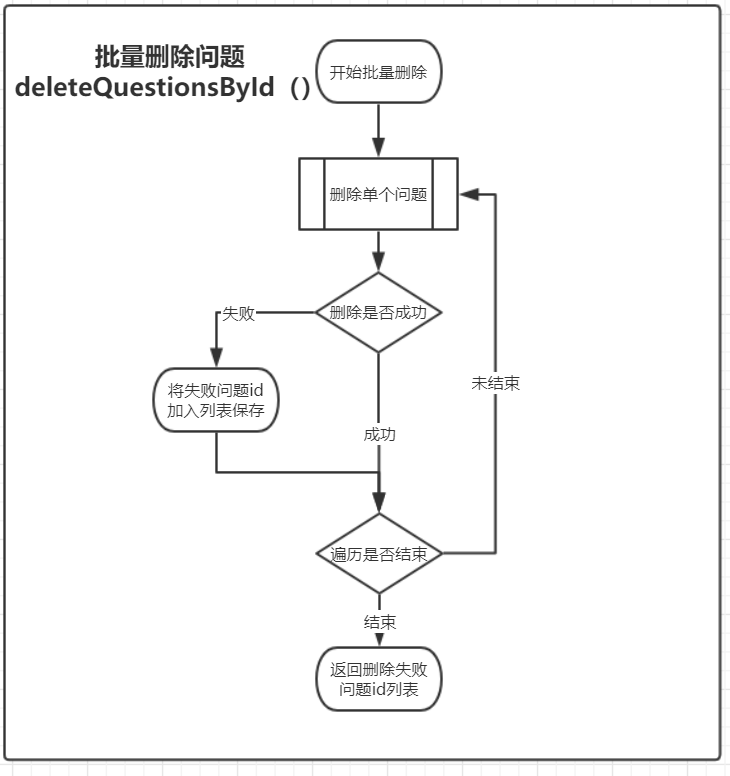 批量删除问题
deleteQuestionsById（）
开始批量删除
删除单个问题
删除是否成功
失败
将失败问题id
加入列表保存
未结束
成功
遍历是否结束
结束
返回删除失败
问题id列表